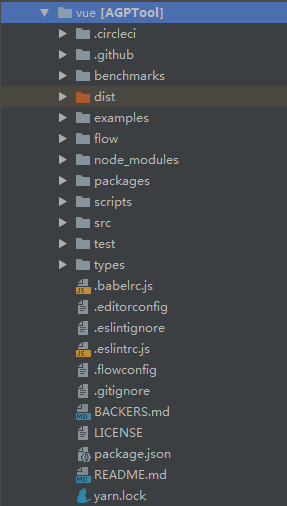 vue [AGPTool]
.circleci
.github
benchmarks
dist
examples
flow
node_modules
packages
scripts
src
test
types
.babelrc.js
.editorconfig
.eslintignore
.eslintrc.js
.flowconfig
.gitignore
BACKERS.md
LICENSE
package.json
README.md
yarn.lock